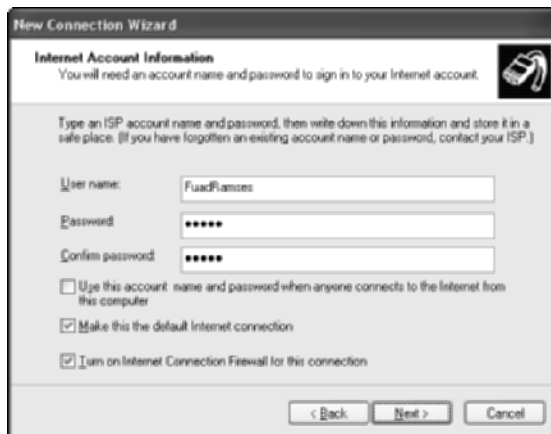 New Connection Wizard
Internet Account Information
You will need an account name and password to sign in to your Internet account.
Type an ISP account name and password, then write down this information and store it in a
safe place. (If you have forgotten an existing account name or password, contact your ISP.)
User name:
FuadRamses
Password:
•••••
Confirm password:
•••••
Use this account name and password when anyone connects to the Internet from
this computer
Make this the default Internet connection
Turn on Internet Connection Firewall for this connection
< Back
Next >
Cancel